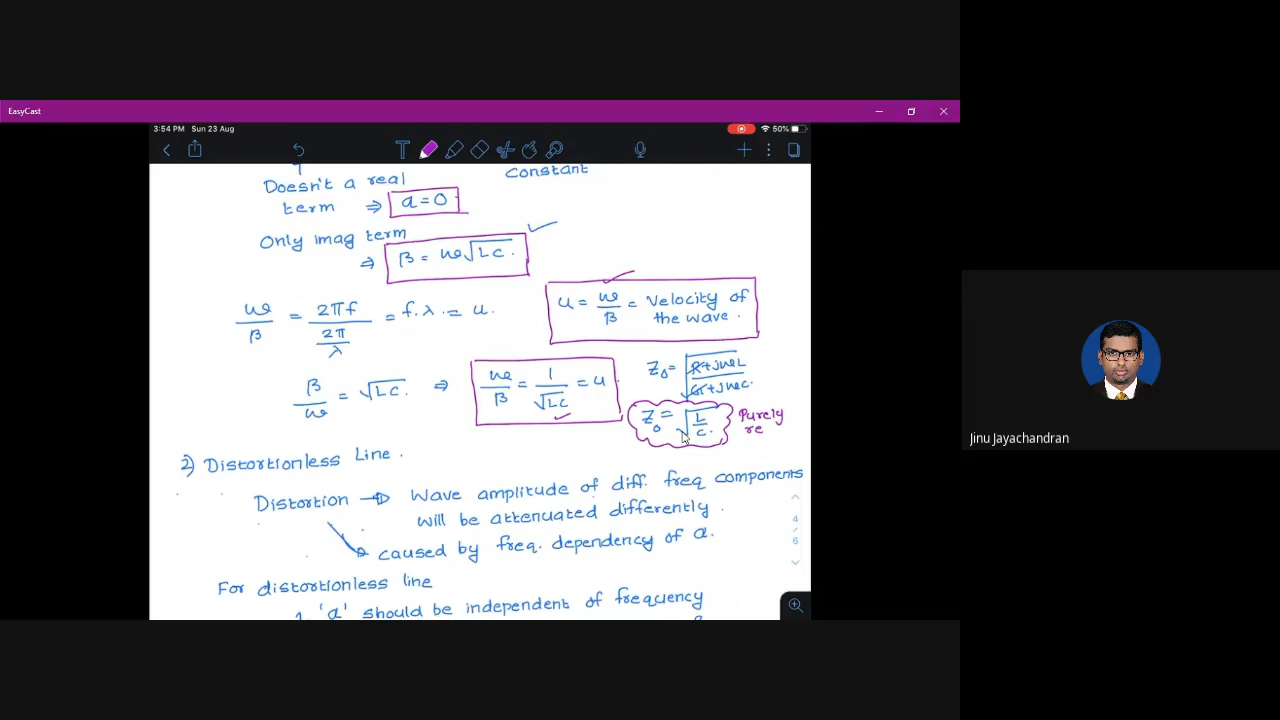 EasyCast
3:54 PM Sun 23 Aug
50%
T
Doesn't a real
constant
term ⇒ α=0
Only imag term
⇒ β = ω√LC.
ω/β = 2πf/(2π/λ) = f.λ = u.
u = ω/β = Velocity of
the wave.
β/ω = √LC. ⇒ ω/β = 1/√LC = u.
Z₀ = √(R+jωL/G+jωC.)
Z₀ = √(L/C.) Purely
re
Jinu Jayachandran
2) Distortionless Line.
Distortion → Wave amplitude of diff. freq components
will be attenuated differently.
caused by freq. dependency of α.
For distortionless line
1. 'α' should be independent of frequency
4
6